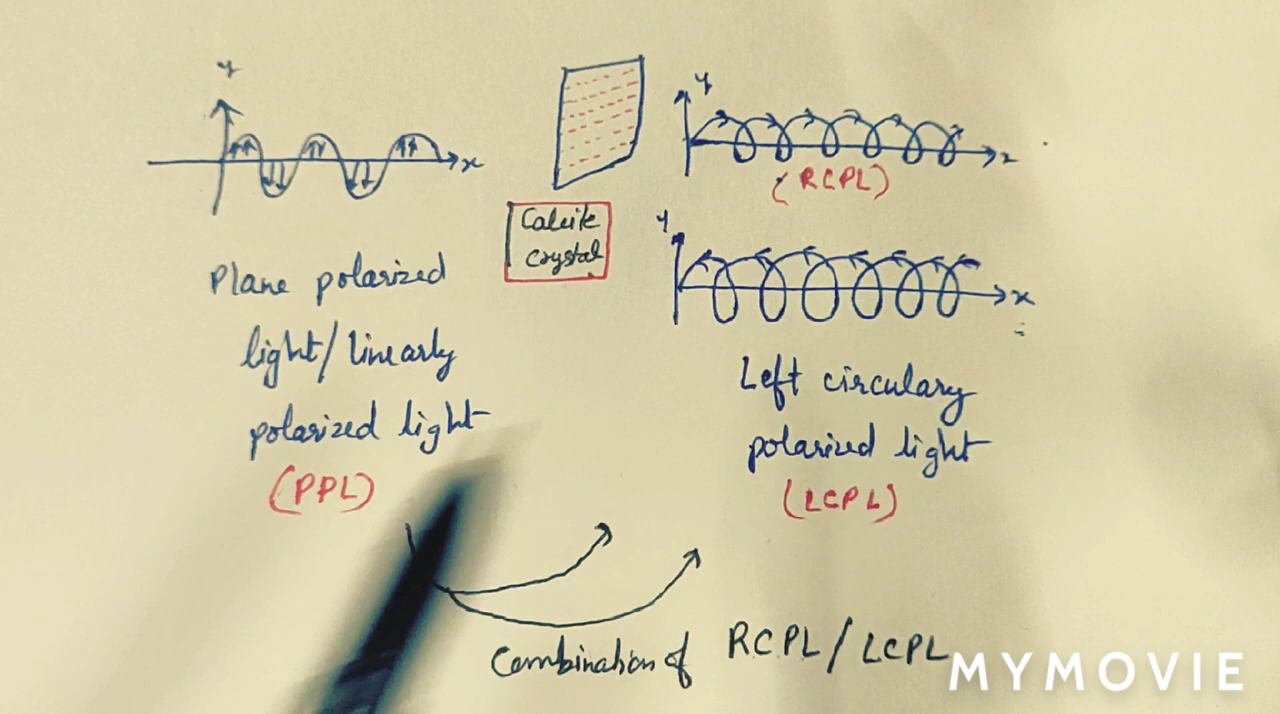 y
x
Plane polarized
light/linearly
polarized light
(PPL)
Calcite
crystal
y
x
(RCPL)
y
x
Left circulary
polarized light
(LCPL)
Combination of RCPL/LCPL
MYMOVIE